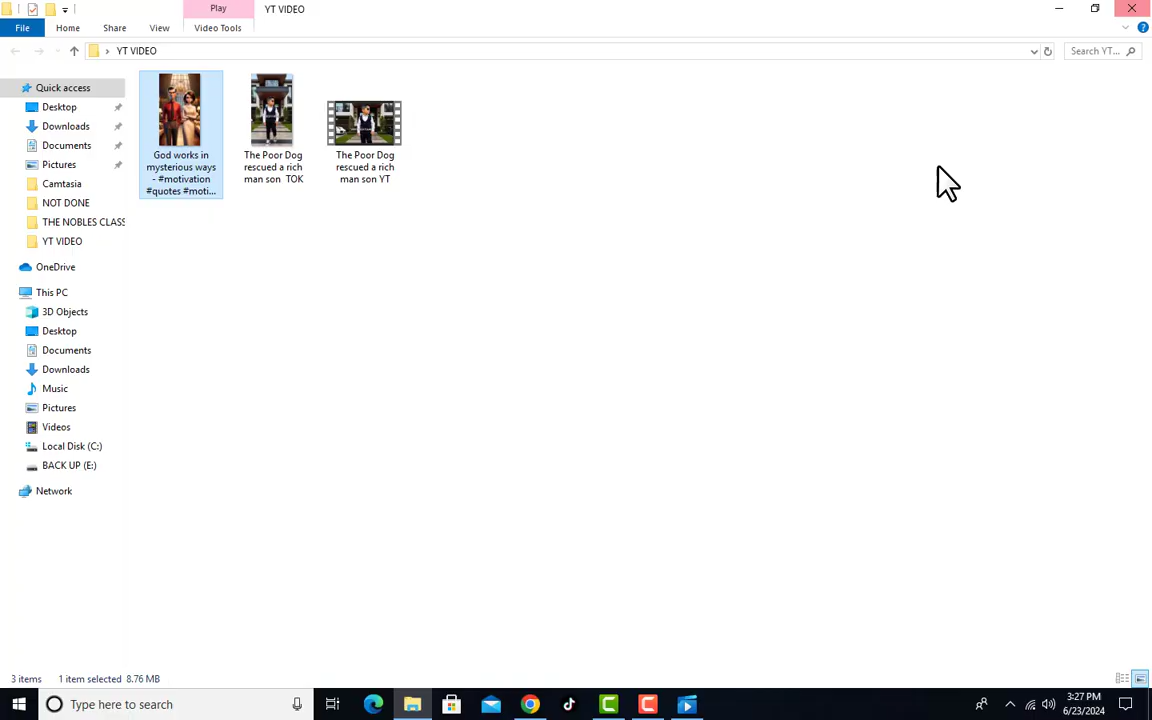 Play
YT VIDEO
File
Home
Share
View
Video Tools
YT VIDEO
Search YT...
Quick access
Desktop
Downloads
Documents
Pictures
Camtasia
NOT DONE
THE NOBLES CLASS
YT VIDEO
OneDrive
This PC
3D Objects
Desktop
Documents
Downloads
Music
Pictures
Videos
Local Disk (C:)
BACK UP (E:)
Network
God works in
mysterious ways
- #motivation
#quotes #moti...
The Poor Dog
rescued a rich
man son TOK
The Poor Dog
rescued a rich
man son YT
3 items
1 item selected 8.76 MB
Type here to search
3:27 PM
6/23/2024